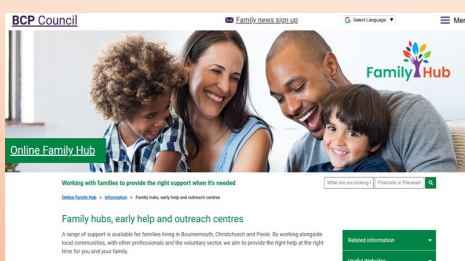 BCP Council
Family news sign up
G Select Language ▼
Men
Family Hub
Online Family Hub
Working with families to provide the right support when it's needed
What are you looking f
Postcode or Placenam
Online Family Hub > Information > Family hubs, early help and outreach centres
Family hubs, early help and outreach centres
A range of support is available for families living in Bournemouth, Christchurch and Poole. By working alongside
local communities, with other professionals and the voluntary sector, we aim to provide the right help at the right
time for you and your family.
Related information
Useful Websites